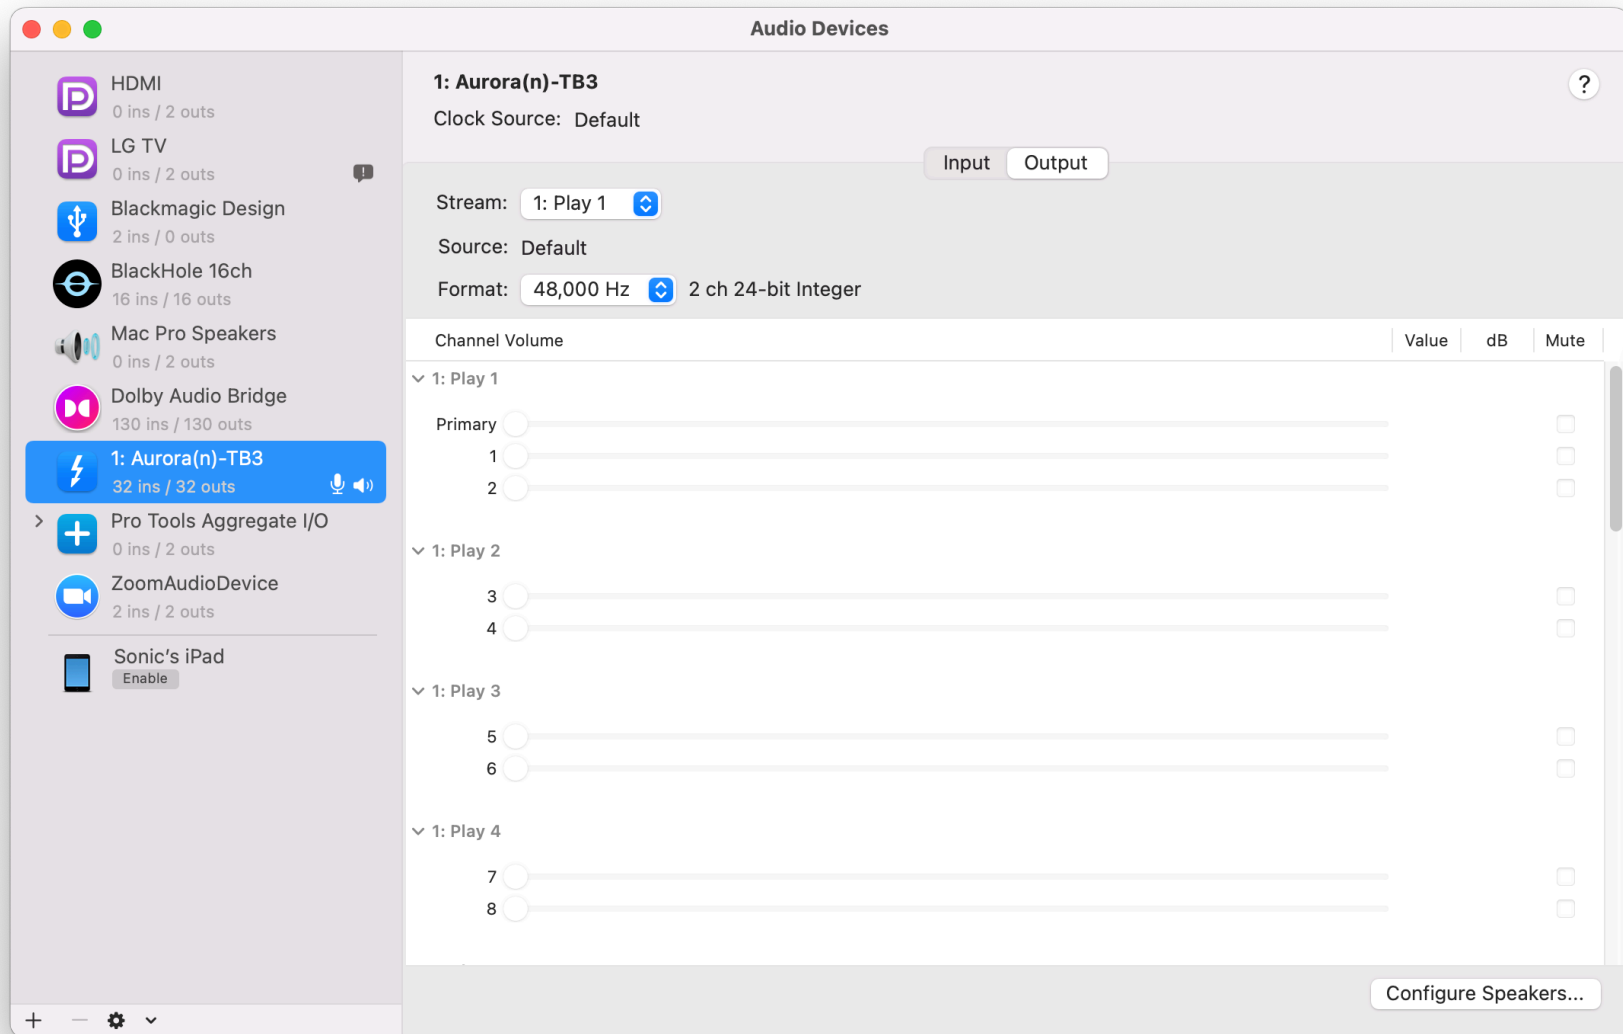 Audio Devices
HDMI
0 ins / 2 outs
LG TV
0 ins / 2 outs
Blackmagic Design
2 ins / 0 outs
BlackHole 16ch
16 ins / 16 outs
Mac Pro Speakers
0 ins / 2 outs
Dolby Audio Bridge
130 ins / 130 outs
1: Aurora(n)-TB3
32 ins / 32 outs
Pro Tools Aggregate I/O
0 ins / 2 outs
ZoomAudioDevice
2 ins / 2 outs
Sonic’s iPad
Enable
1: Aurora(n)-TB3
?
Clock Source: Default
Input Output
Stream: 1: Play 1
Source: Default
Format: 48,000 Hz 2 ch 24-bit Integer
Channel Volume Value dB Mute
1: Play 1
Primary
1
2
1: Play 2
3
4
1: Play 3
5
6
1: Play 4
7
8
Configure Speakers...